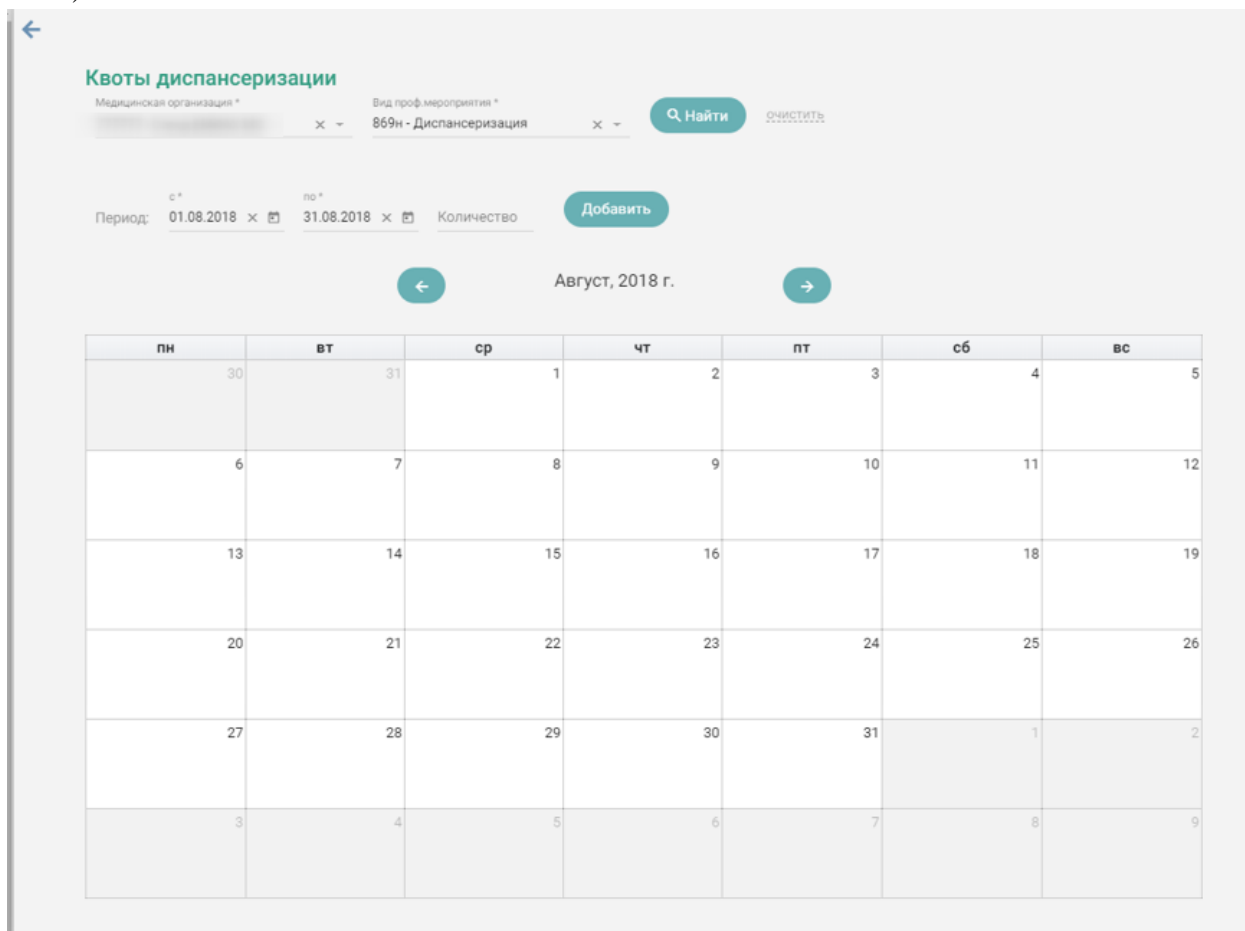 Квоты диспансеризации
Медицинская организация * Вид проф.мероприятия *
869н - Диспансеризация Найти очистить
с * по *
Период: 01.08.2018 31.08.2018 Количество Добавить
Август, 2018 г.
пн вт ср чт пт сб вс
30 31 1 2 3 4 5
6 7 8 9 10 11 12
13 14 15 16 17 18 19
20 21 22 23 24 25 26
27 28 29 30 31 1 2
3 4 5 6 7 8 9